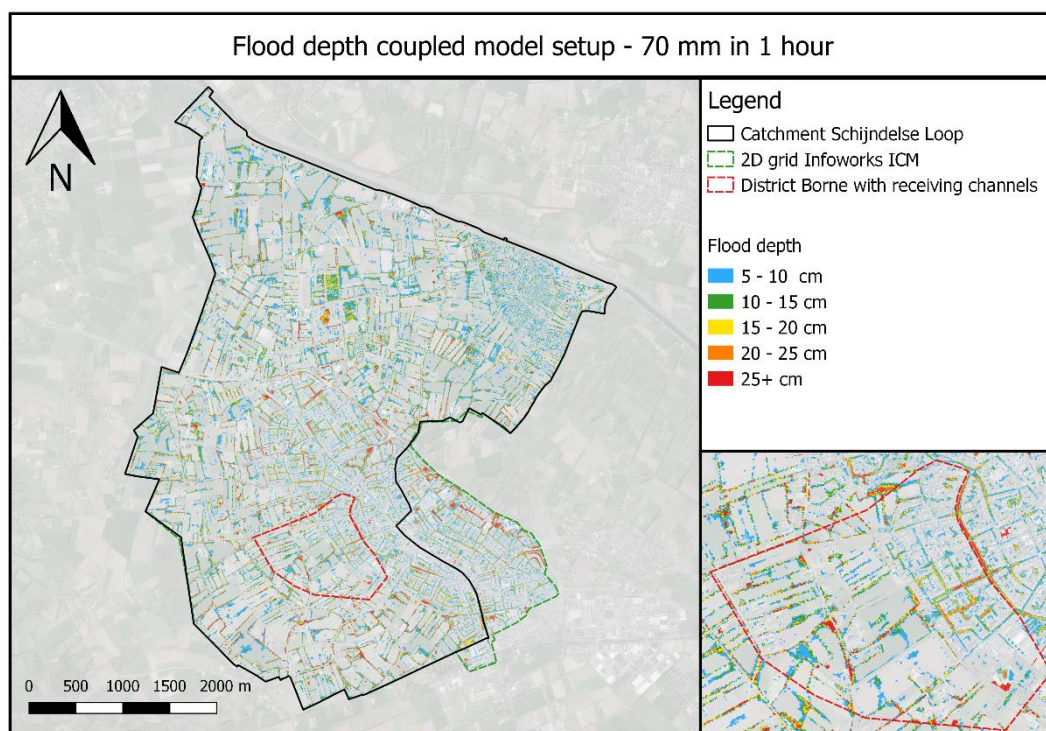 Flood depth coupled model setup - 70 mm in 1 hour
N
Legend
Catchment Schijndelse Loop
2D grid Infoworks ICM
District Borne with receiving channels
Flood depth
5 - 10 cm
10 - 15 cm
15 - 20 cm
20 - 25 cm
25+ cm
0 500 1000 1500 2000 m